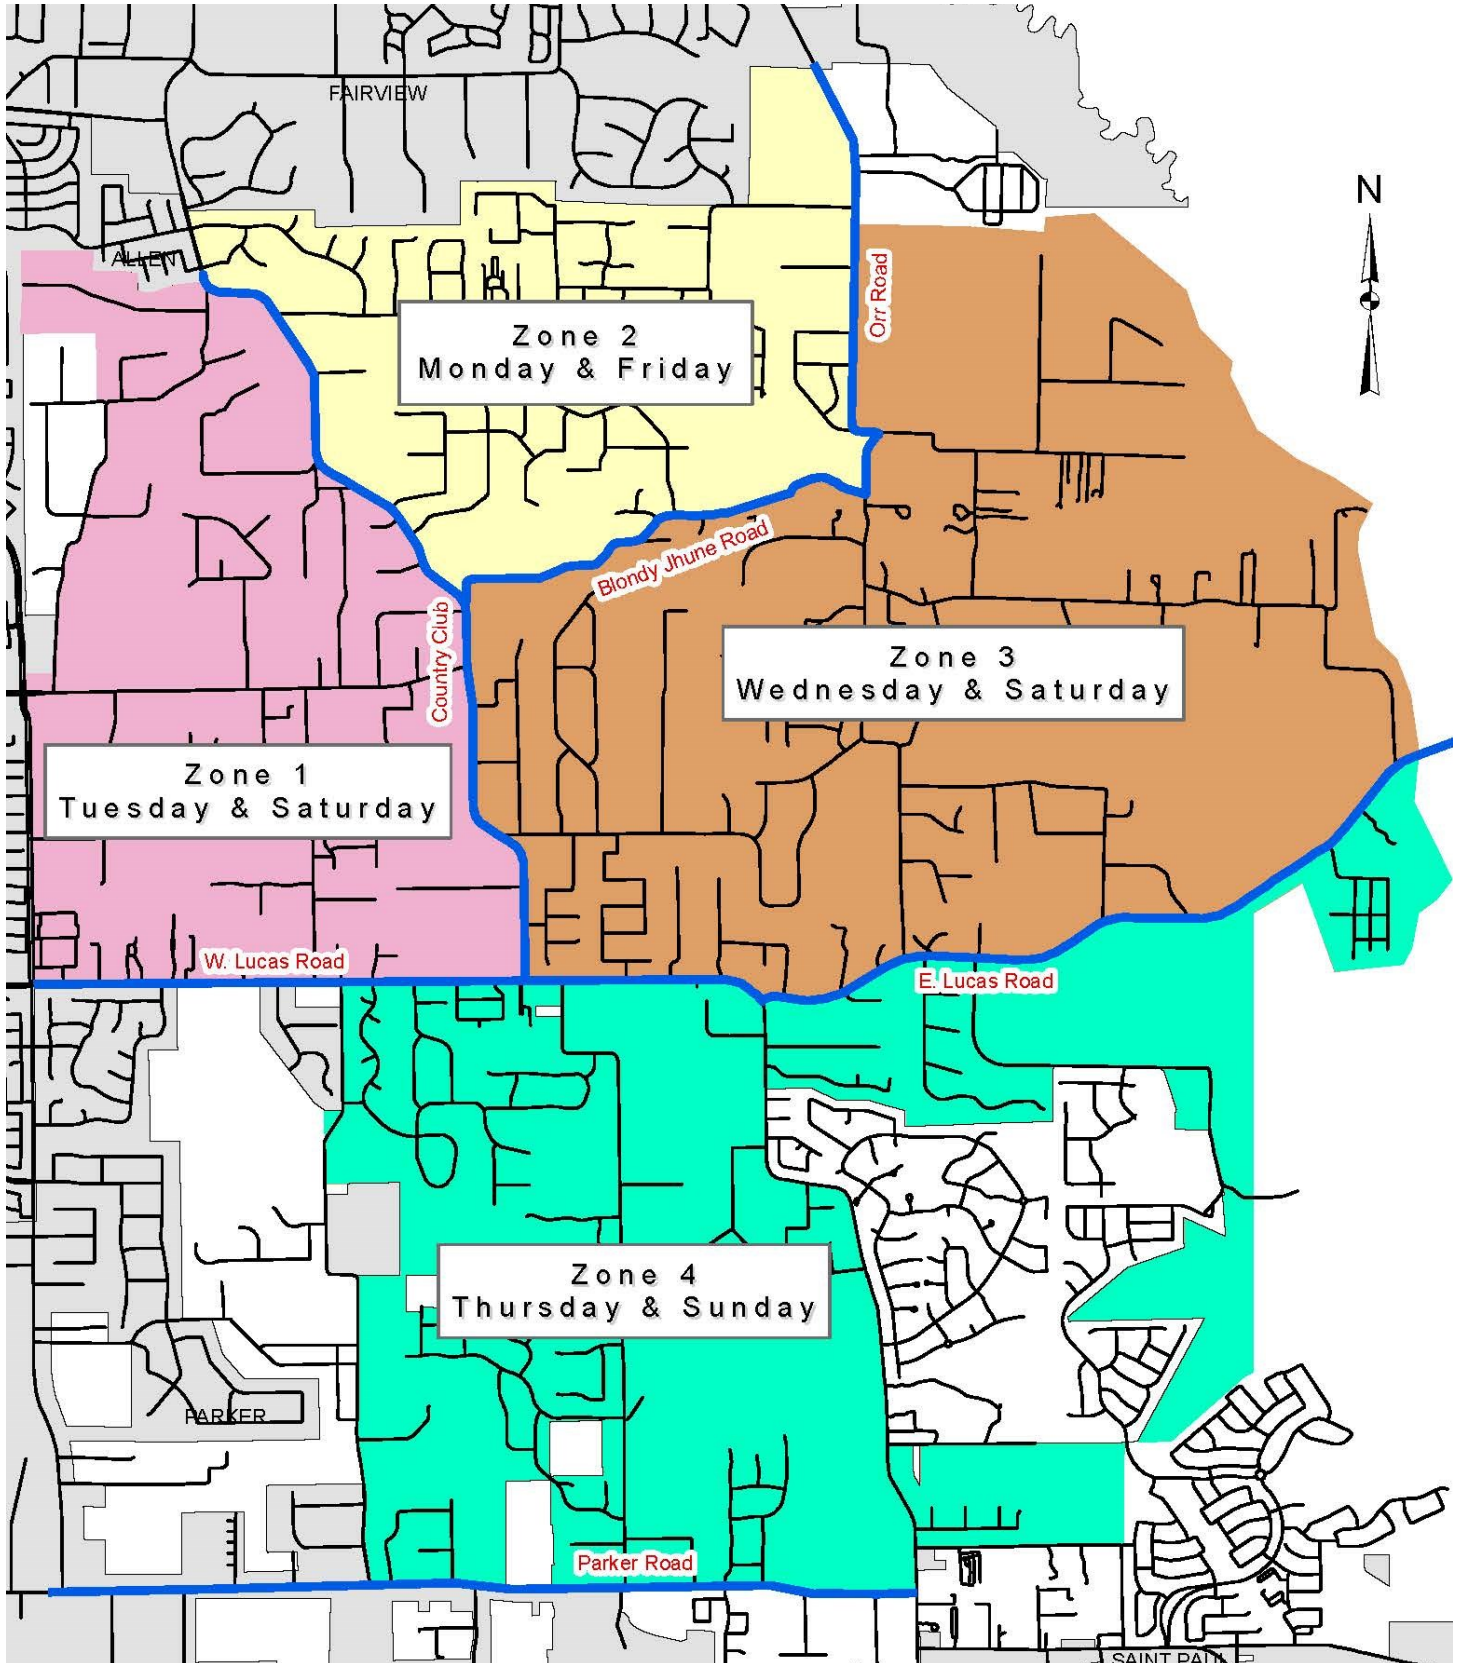 FAIRVIEW
N
ALLEN
Orr Road
Zone 2
Monday & Friday
Blondy Jhune Road
Country Club
Zone 3
Wednesday & Saturday
Zone 1
Tuesday & Saturday
W. Lucas Road
E. Lucas Road
Zone 4
Thursday & Sunday
PARKER
Parker Road
SAINT PAUL